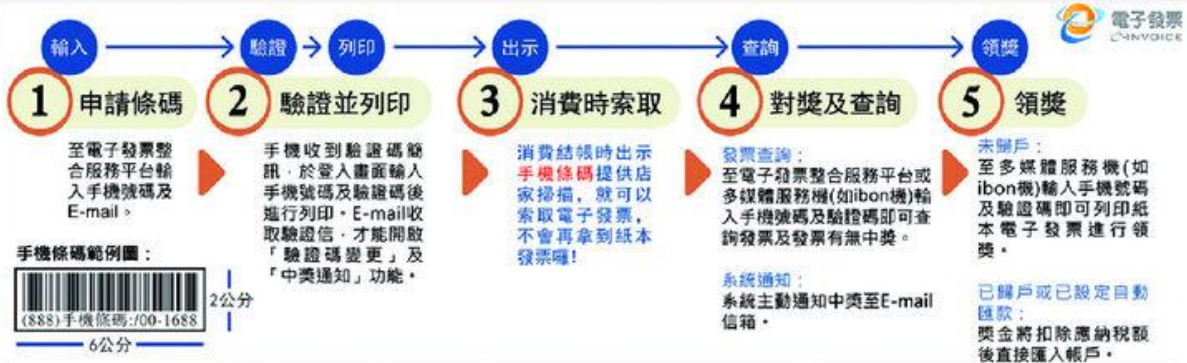 電子發票
E-INVOICE
輸入
驗證
列印
出示
查詢
領獎
1 申請條碼
至電子發票整
合服務平台輸
入手機號碼及
E-mail。
手機條碼範例圖：
(888)手機條碼:/00-1688
2公分
6公分
2 驗證並列印
手機收到驗證碼簡
訊，於登入畫面輸入
手機號碼及驗證碼後
進行列印。E-mail收
取驗證信，才能開啟
「驗證碼變更」及
「中獎通知」功能。
3 消費時索取
消費結帳時出示
手機條碼提供店
家掃描，就可以
索取電子發票，
不會再拿到紙本
發票囉!
4 對獎及查詢
發票查詢：
至電子發票整合服務平台或
多媒體服務機(如ibon機)輸
入手機號碼及驗證碼即可查
詢發票及發票有無中獎。
系統通知：
系統主動通知中獎至E-mail
信箱。
5 領獎
未歸戶：
至多媒體服務機(如
ibon機)輸入手機號碼
及驗證碼即可列印紙
本電子發票進行領
獎。
已歸戶或已設定自動
匯款：
獎金將扣除應納稅額
後直接匯入帳戶。